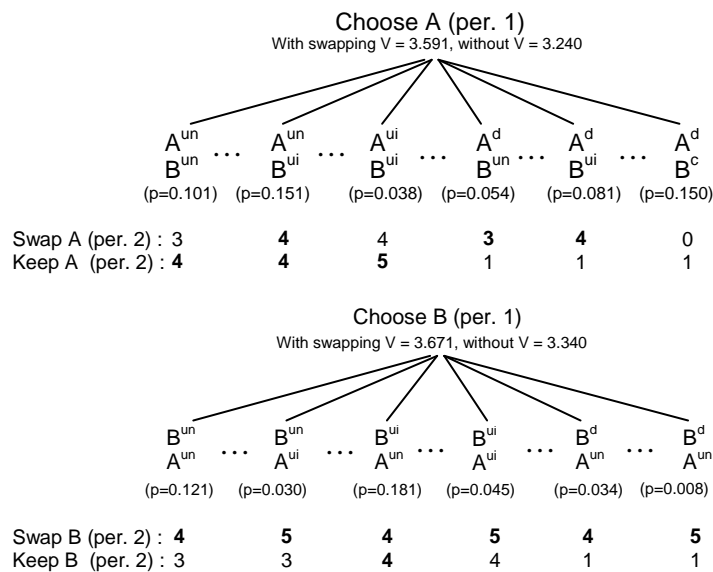 Choose A (per. 1)
With swapping V = 3.591, without V = 3.240
A^un A^un A^ui A^d A^d A^d
B^un ... B^ui ... B^ui ... B^un ... B^ui ... B^c
(p=0.101) (p=0.151) (p=0.038) (p=0.054) (p=0.081) (p=0.150)
Swap A (per. 2) : 3 4 4 3 4 0
Keep A (per. 2) : 4 4 5 1 1 1
Choose B (per. 1)
With swapping V = 3.671, without V = 3.340
B^un B^un B^ui B^ui B^d B^d
A^un ... A^ui ... A^un ... A^ui ... A^un ... A^un
(p=0.121) (p=0.030) (p=0.181) (p=0.045) (p=0.034) (p=0.008)
Swap B (per. 2) : 4 5 4 5 4 5
Keep B (per. 2) : 3 3 4 4 1 1